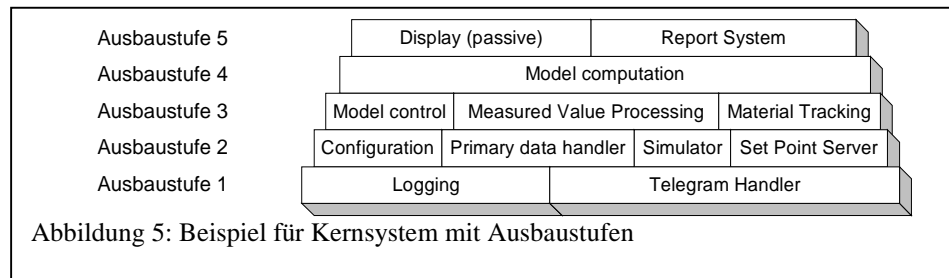 Ausbaustufe 5 Display (passive) Report System
Ausbaustufe 4 Model computation
Ausbaustufe 3 Model control Measured Value Processing Material Tracking
Ausbaustufe 2 Configuration Primary data handler Simulator Set Point Server
Ausbaustufe 1 Logging Telegram Handler
Abbildung 5: Beispiel für Kernsystem mit Ausbaustufen